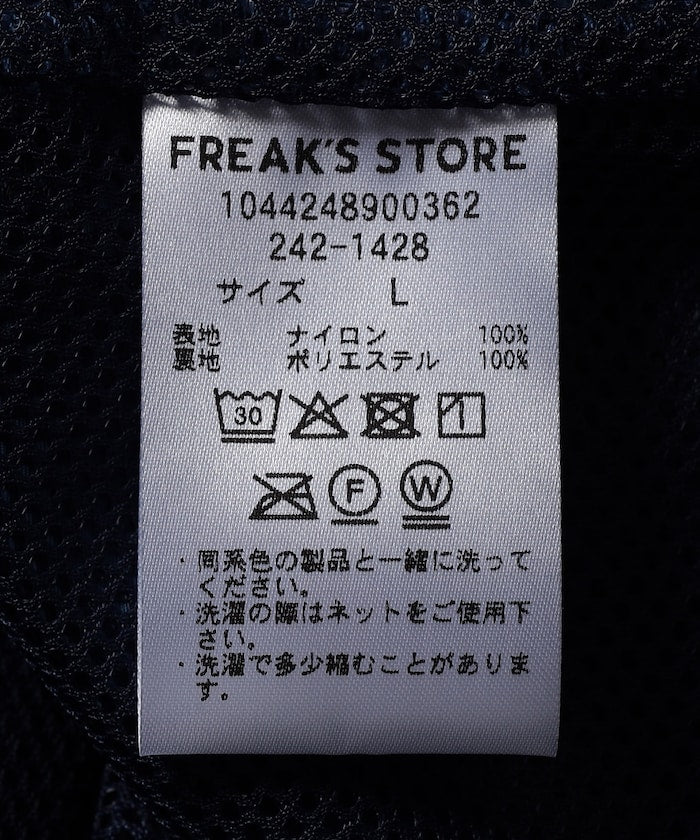 FREAK'S STORE
1044248900362
242-1428
サイズ L
表地 ナイロン 100%
裏地 ポリエステル 100%
30
F W
・同系色の製品と一緒に洗って
ください。
・洗濯の際はネットをご使用下
さい。
・洗濯で多少縮むことがありま
す。